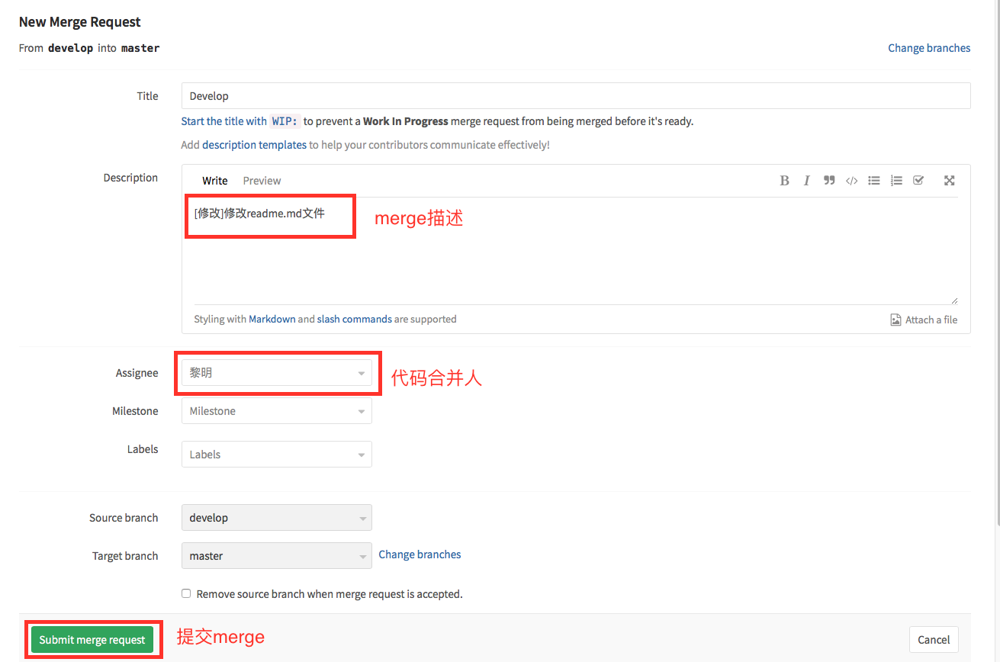 New Merge Request
From develop into master
Change branches
Title
Develop
Start the title with WIP: to prevent a Work In Progress merge request from being merged before it's ready.
Add description templates to help your contributors communicate effectively!
Description
Write Preview
[修改]修改readme.md文件
merge描述
Styling with Markdown and slash commands are supported
Attach a file
Assignee
黎明
代码合并人
Milestone
Milestone
Labels
Labels
Source branch
develop
Target branch
master
Change branches
Remove source branch when merge request is accepted.
Submit merge request
提交merge
Cancel